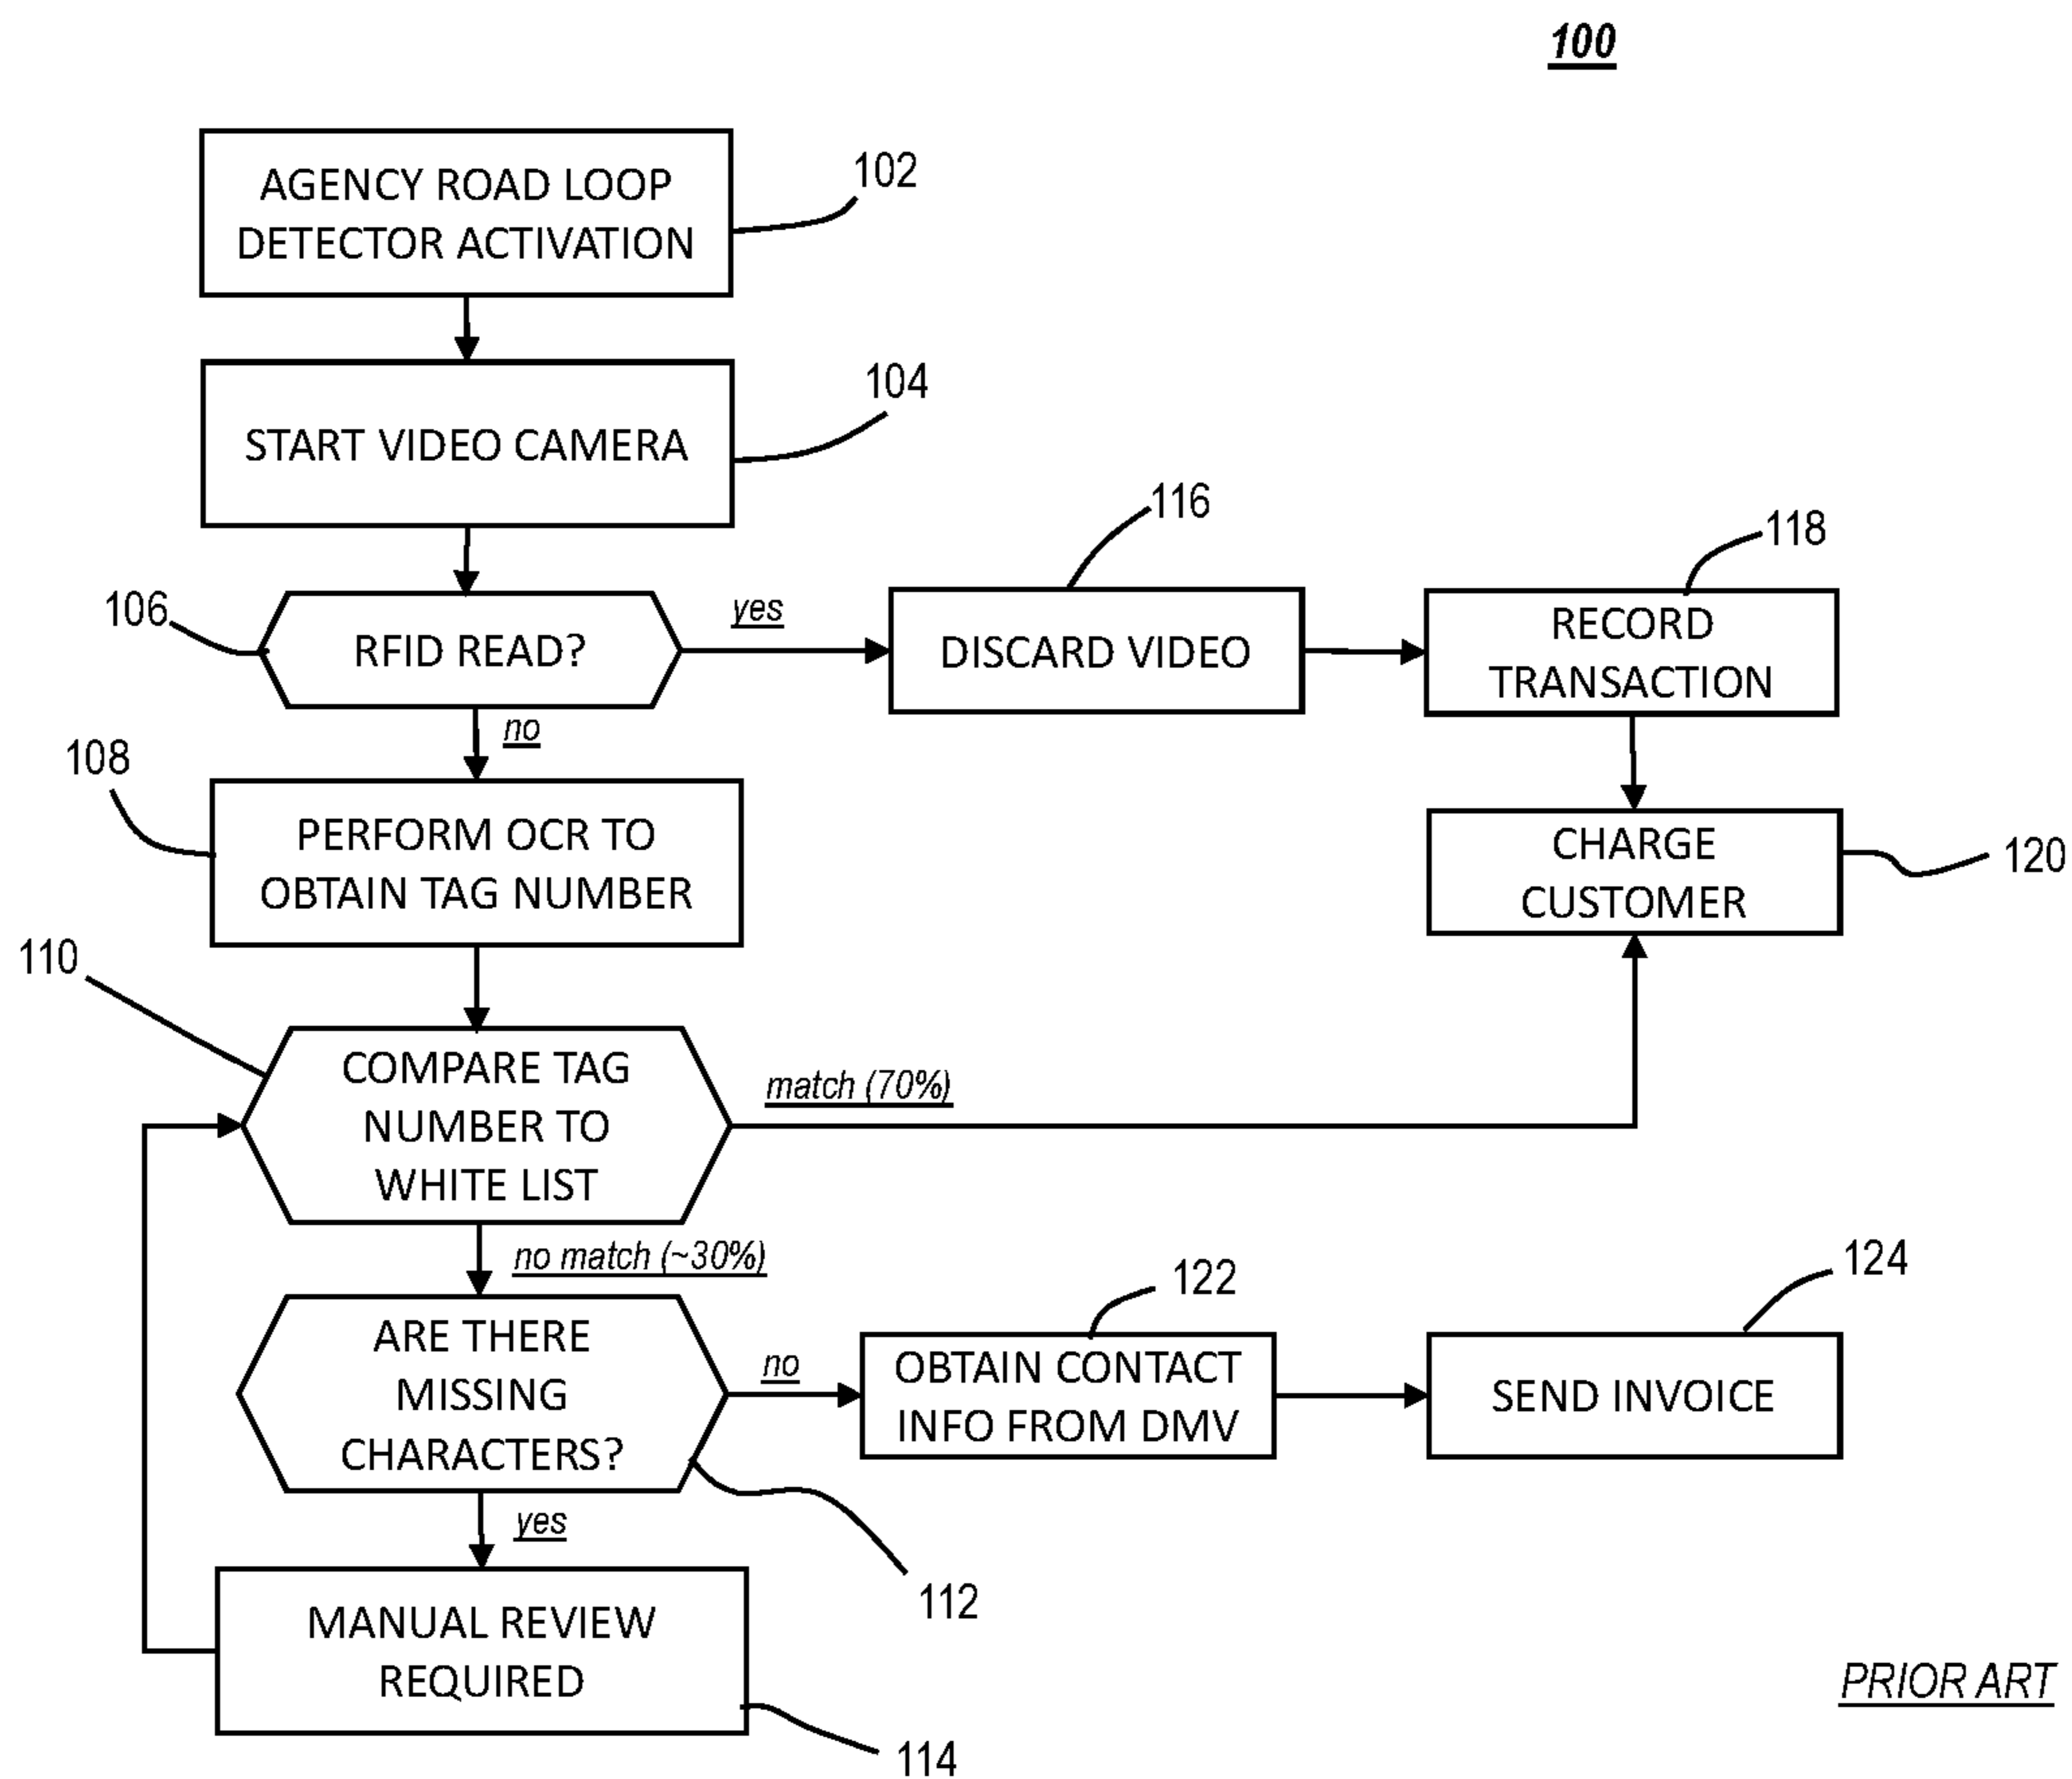 100
AGENCY ROAD LOOP
DETECTOR ACTIVATION
102
START VIDEO CAMERA
104
106
RFID READ?
yes
116
DISCARD VIDEO
118
RECORD
TRANSACTION
no
108
PERFORM OCR TO
OBTAIN TAG NUMBER
CHARGE
CUSTOMER
120
110
COMPARE TAG
NUMBER TO
WHITE LIST
match (70%)
no match (~30%)
ARE THERE
MISSING
CHARACTERS?
no
122
OBTAIN CONTACT
INFO FROM DMV
124
SEND INVOICE
yes
112
MANUAL REVIEW
REQUIRED
114
PRIOR ART